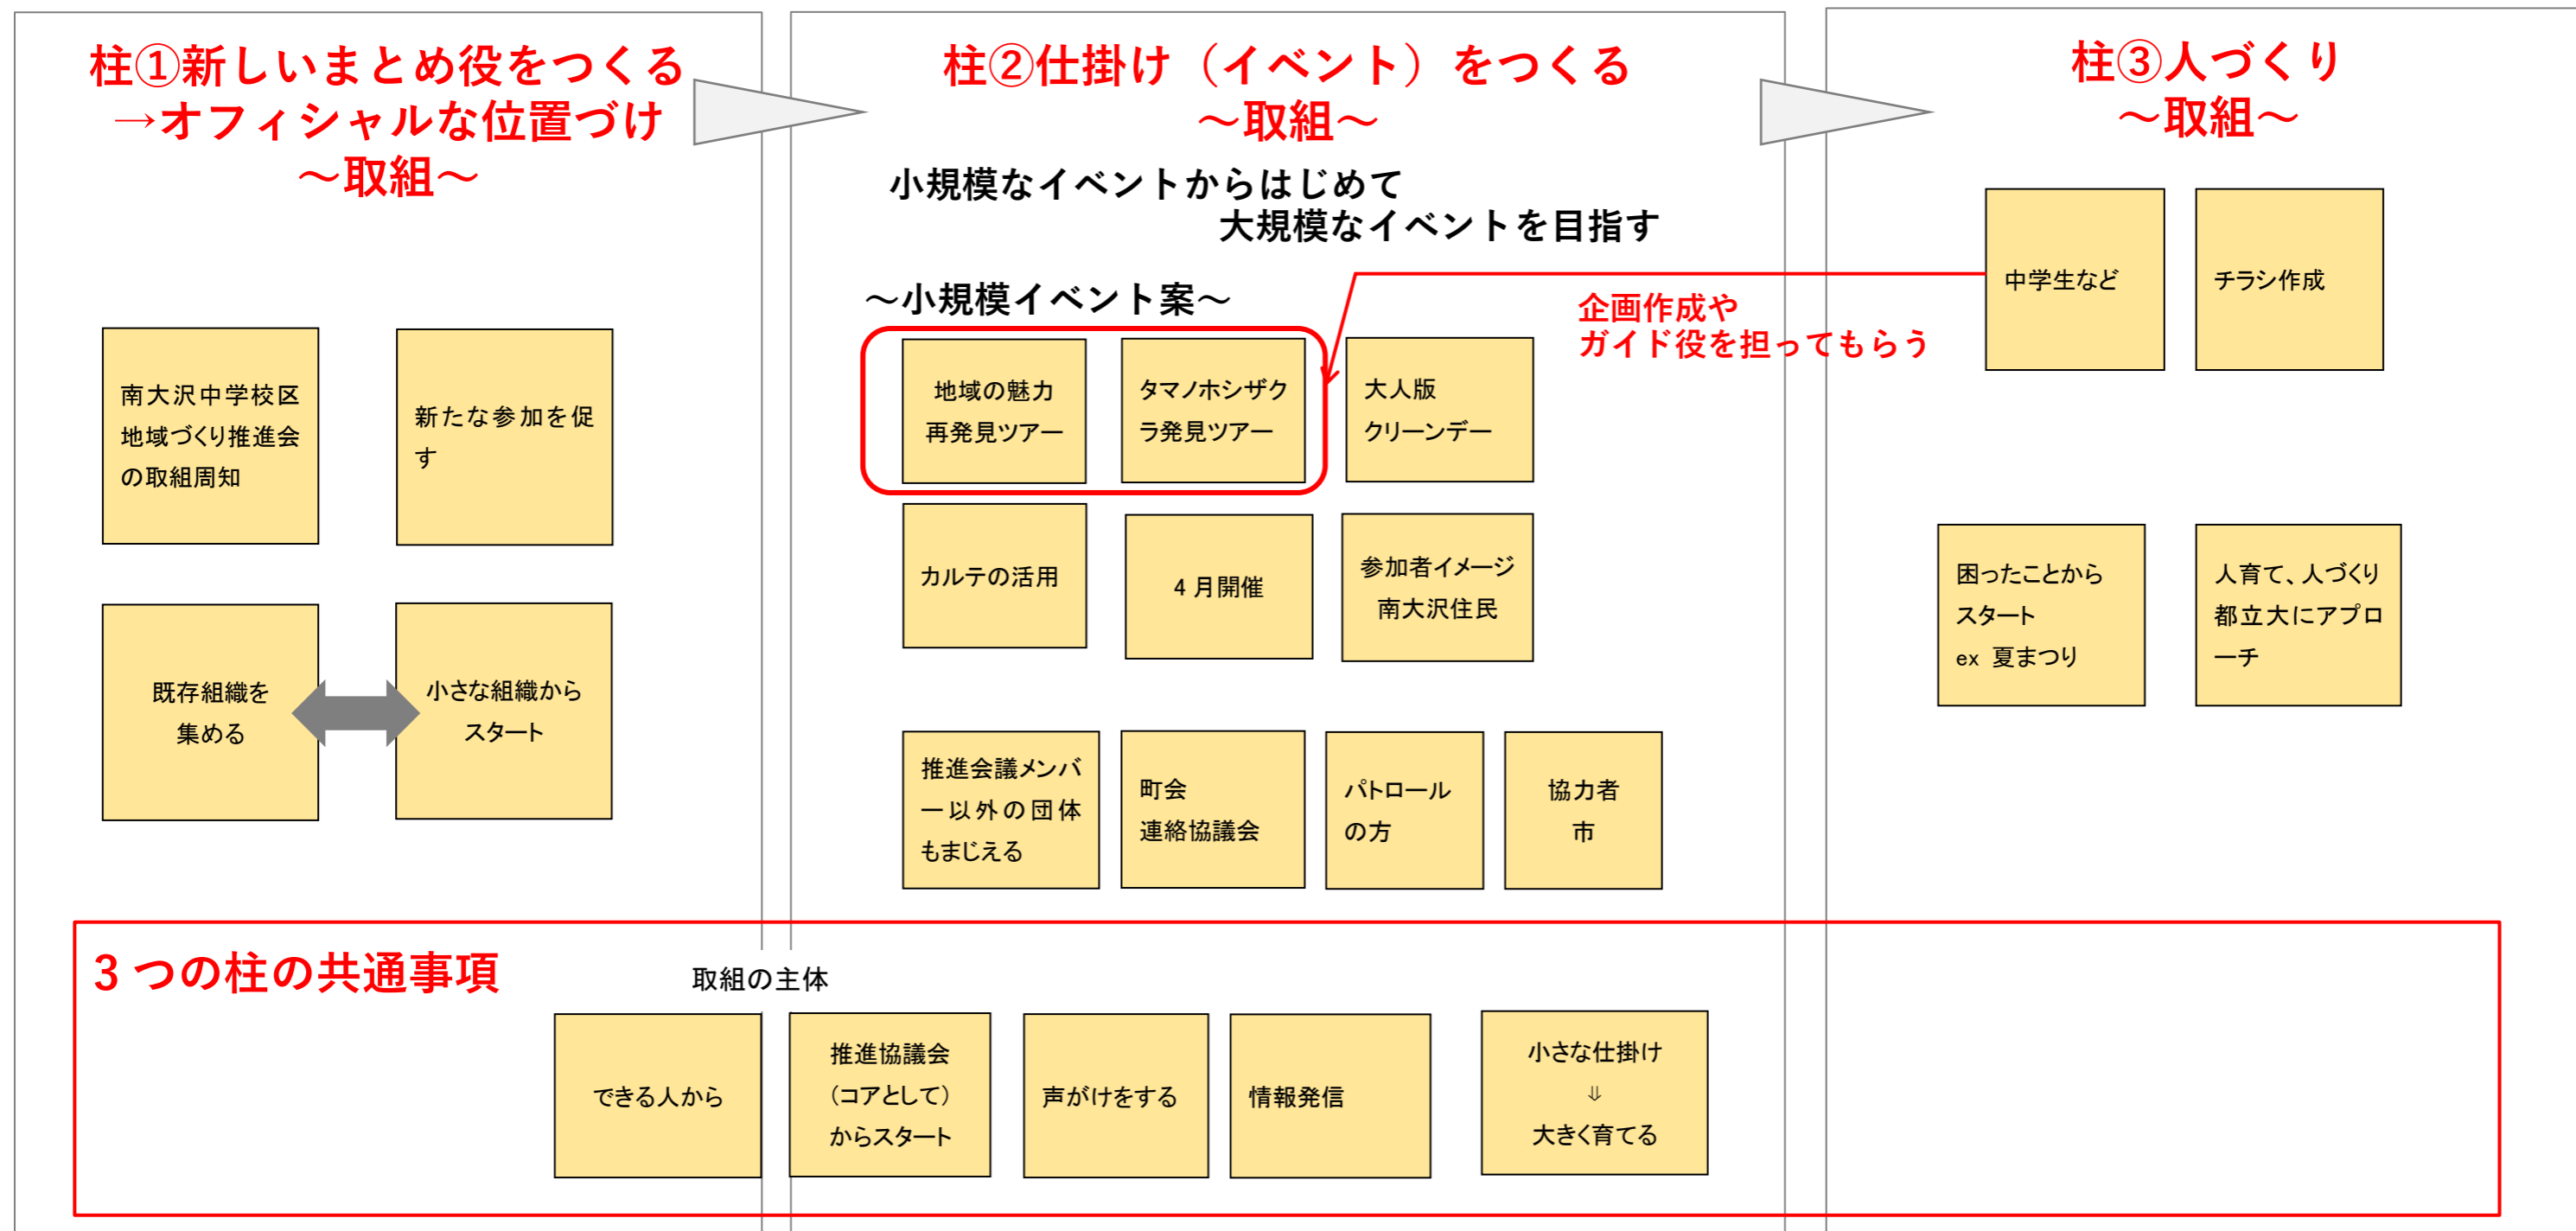 柱①新しいまとめ役をつくる
→オフィシャルな位置づけ
～取組～
南大沢中学校区
地域づくり推進会
の取組周知
新たな参加を促
す
既存組織を
集める
小さな組織から
スタート
柱②仕掛け（イベント）をつくる
～取組～
小規模なイベントからはじめて
大規模なイベントを目指す
～小規模イベント案～
地域の魅力
再発見ツアー
タマノホシザク
ラ発見ツアー
大人版
クリーンデー
企画作成や
ガイド役を担ってもらう
カルテの活用
4 月開催
参加者イメージ
南大沢住民
推進会議メンバ
ー以外の団体
もまじえる
町会
連絡協議会
パトロール
の方
協力者
市
柱③人づくり
～取組～
中学生など
チラシ作成
困ったことから
スタート
ex 夏まつり
人育て、人づくり
都立大にアプロ
ーチ
3 つの柱の共通事項
取組の主体
できる人から
推進協議会
（コアとして）
からスタート
声がけをする
情報発信
小さな仕掛け
⇓
大きく育てる